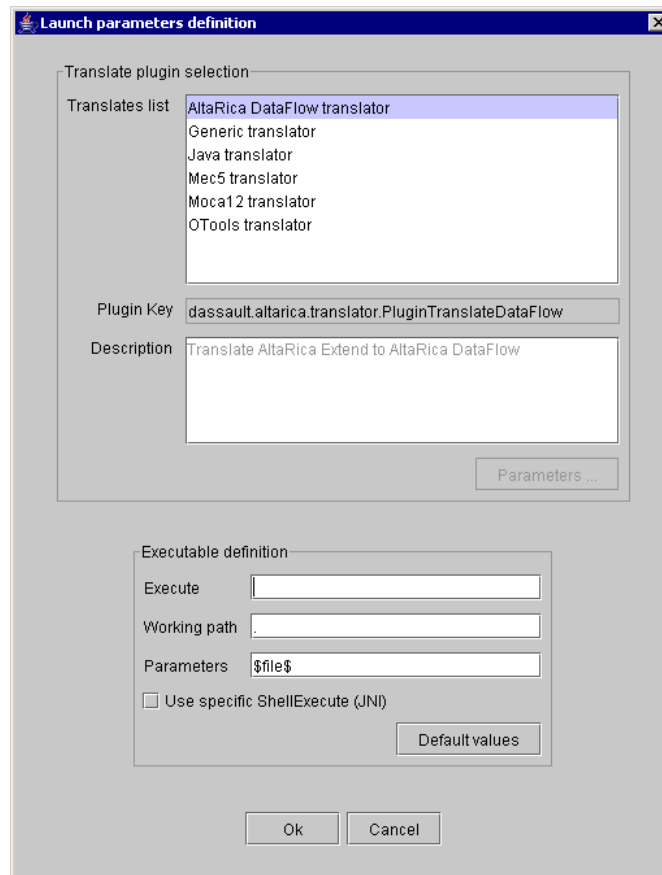 Launch parameters definition
Translate plugin selection
Translates list
AltaRica DataFlow translator
Generic translator
Java translator
Mec5 translator
Moca12 translator
OTools translator
Plugin Key
dassault.altarica.translator.PluginTranslateDataFlow
Description
Translate AltaRica Extend to AltaRica DataFlow
Parameters ...
Executable definition
Execute
Working path
.
Parameters
$file$
Use specific ShellExecute (JNI)
Default values
Ok
Cancel